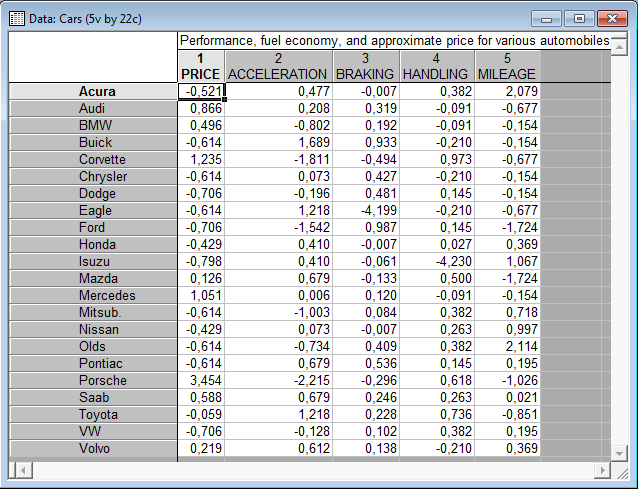 Data: Cars (5v by 22c)
Performance, fuel economy, and approximate price for various automobiles
1 2 3 4 5
PRICE ACCELERATION BRAKING HANDLING MILEAGE
Acura -0,521 0,477 -0,007 0,382 2,079
Audi 0,866 0,208 0,319 -0,091 -0,677
BMW 0,496 -0,802 0,192 -0,091 -0,154
Buick -0,614 1,689 0,933 -0,210 -0,154
Corvette 1,235 -1,811 -0,494 0,973 -0,677
Chrysler -0,614 0,073 0,427 -0,210 -0,154
Dodge -0,706 -0,196 0,481 0,145 -0,154
Eagle -0,614 1,218 -4,199 -0,210 -0,677
Ford -0,706 -1,542 0,987 0,145 -1,724
Honda -0,429 0,410 -0,007 0,027 0,369
Isuzu -0,798 0,410 -0,061 -4,230 1,067
Mazda 0,126 0,679 -0,133 0,500 -1,724
Mercedes 1,051 0,006 0,120 -0,091 -0,154
Mitsub. -0,614 -1,003 0,084 0,382 0,718
Nissan -0,429 0,073 -0,007 0,263 0,997
Olds -0,614 -0,734 0,409 0,382 2,114
Pontiac -0,614 0,679 0,536 0,145 0,195
Porsche 3,454 -2,215 -0,296 0,618 -1,026
Saab 0,588 0,679 0,246 0,263 0,021
Toyota -0,059 1,218 0,228 0,736 -0,851
VW -0,706 -0,128 0,102 0,382 0,195
Volvo 0,219 0,612 0,138 -0,210 0,369